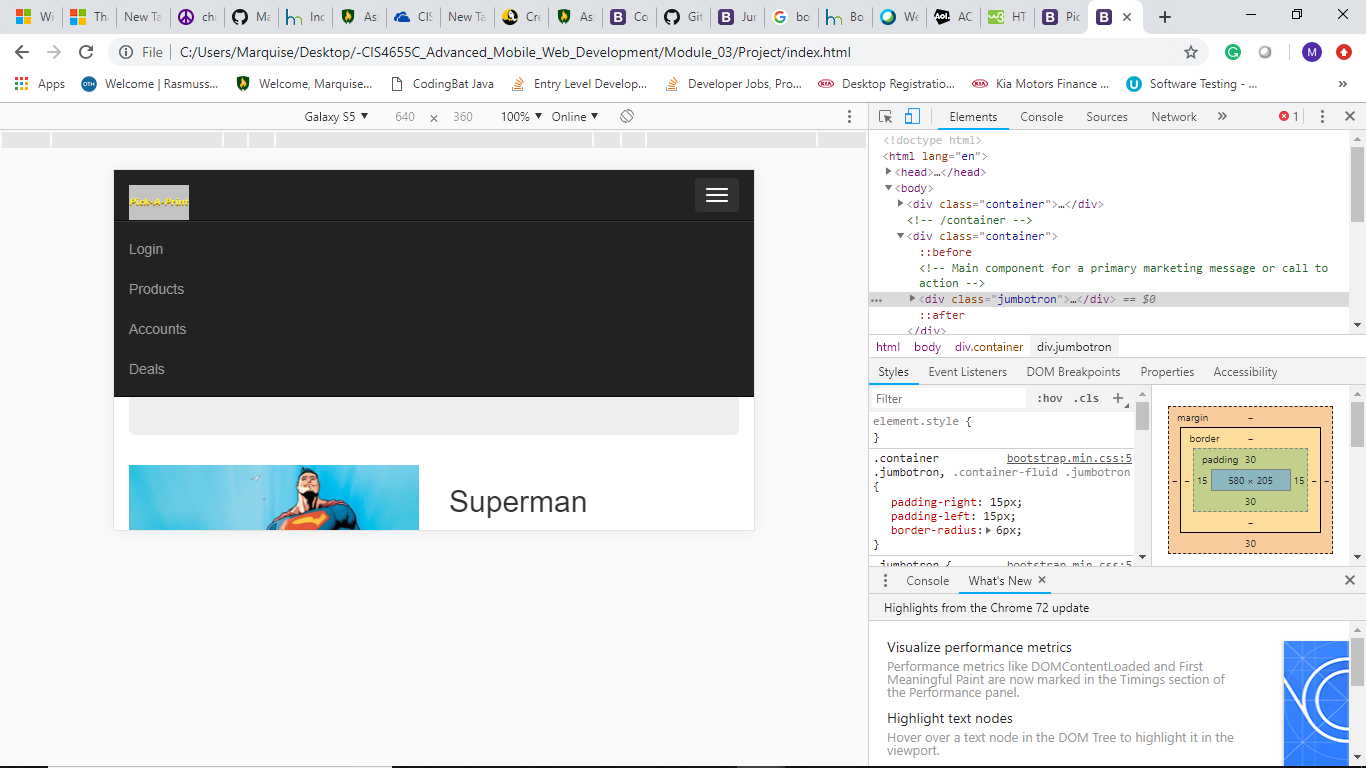 Wi Th New Ta chi Ma Inc Ass CIS New Ta Cre Ass Co Git Jur bo Bo We AC HT Pic
File C:/Users/Marquise/Desktop/-CIS4655C_Advanced_Mobile_Web_Development/Module_03/Project/index.html M
Apps Welcome | Rasmuss... Welcome, Marquise... CodingBat Java Entry Level Develop... Developer Jobs, Pro... Desktop Registratio... Kia Motors Finance ... Software Testing - ... »
Galaxy S5 ▼ 640 × 360 100% ▼ Online ▼
Elements Console Sources Network » 1
Pick-A-Print
Login
Products
Accounts
Deals
Superman
<!doctype html>
<html lang="en">
<head>…</head>
<body>
<div class="container">…</div>
<!-- /container -->
<div class="container">
::before
<!-- Main component for a primary marketing message or call to
action -->
<div class="jumbotron">…</div> == $0
::after
</div>
html body div.container div.jumbotron
Styles Event Listeners DOM Breakpoints Properties Accessibility
Filter :hov .cls +
element.style {
}
.container bootstrap.min.css:5
.jumbotron, .container-fluid .jumbotron
{
padding-right: 15px;
padding-left: 15px;
border-radius: 6px;
}
.jumbotron { bootstrap.min.css:5
margin –
border –
padding 30
– – 15 580 × 205 15 – –
30
–
30
Console What's New ×
Highlights from the Chrome 72 update
Visualize performance metrics
Performance metrics like DOMContentLoaded and First
Meaningful Paint are now marked in the Timings section of
the Performance panel.
Highlight text nodes
Hover over a text node in the DOM Tree to highlight it in the
viewport.